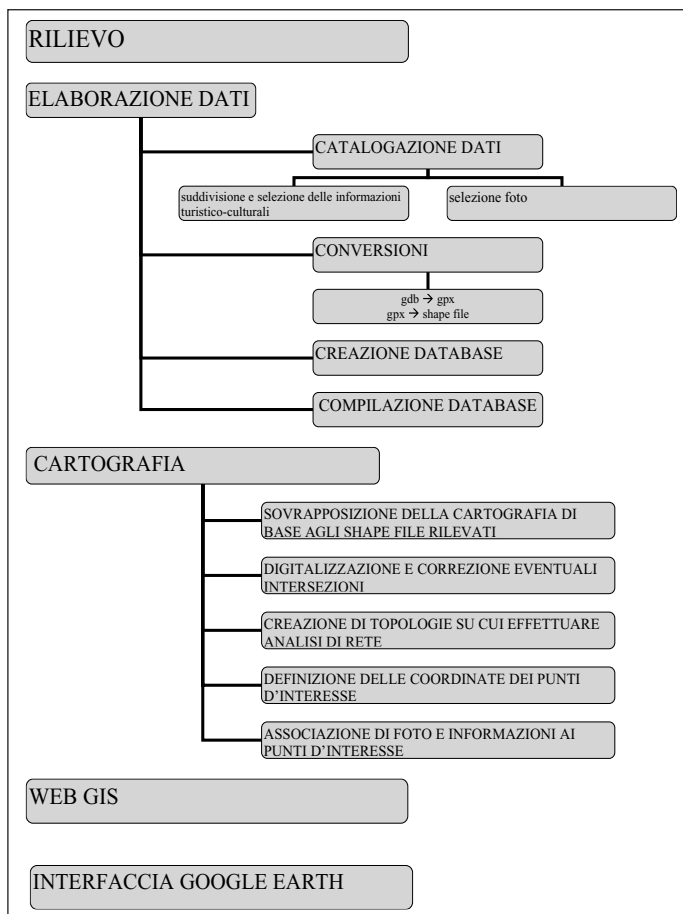 RILIEVO
ELABORAZIONE DATI
CATALOGAZIONE DATI
suddivisione e selezione delle informazioni
turistico-culturali
selezione foto
CONVERSIONI
gdb → gpx
gpx → shape file
CREAZIONE DATABASE
COMPILAZIONE DATABASE
CARTOGRAFIA
SOVRAPPOSIZIONE DELLA CARTOGRAFIA DI
BASE AGLI SHAPE FILE RILEVATI
DIGITALIZZAZIONE E CORREZIONE EVENTUALI
INTERSEZIONI
CREAZIONE DI TOPOLOGIE SU CUI EFFETTUARE
ANALISI DI RETE
DEFINIZIONE DELLE COORDINATE DEI PUNTI
D’INTERESSE
ASSOCIAZIONE DI FOTO E INFORMAZIONI AI
PUNTI D’INTERESSE
WEB GIS
INTERFACCIA GOOGLE EARTH